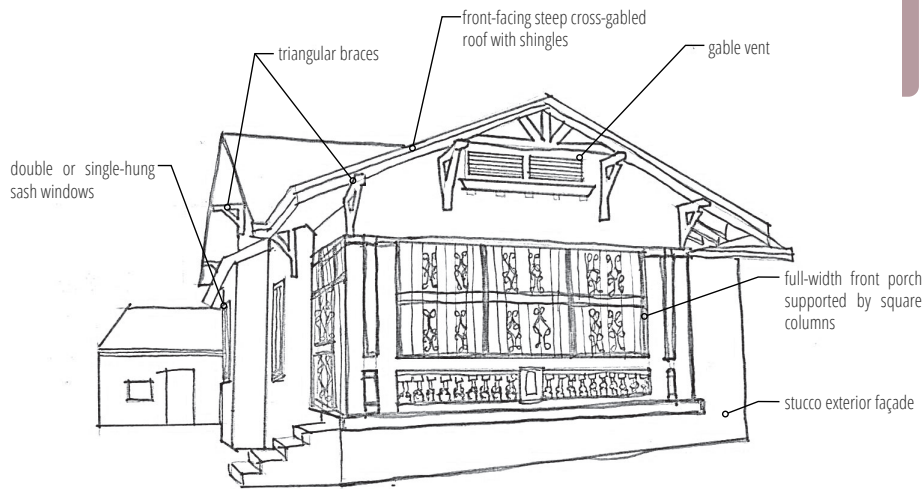 front-facing steep cross-gabled
roof with shingles
triangular braces
gable vent
double or single-hung
sash windows
full-width front porch
supported by square
columns
stucco exterior façade